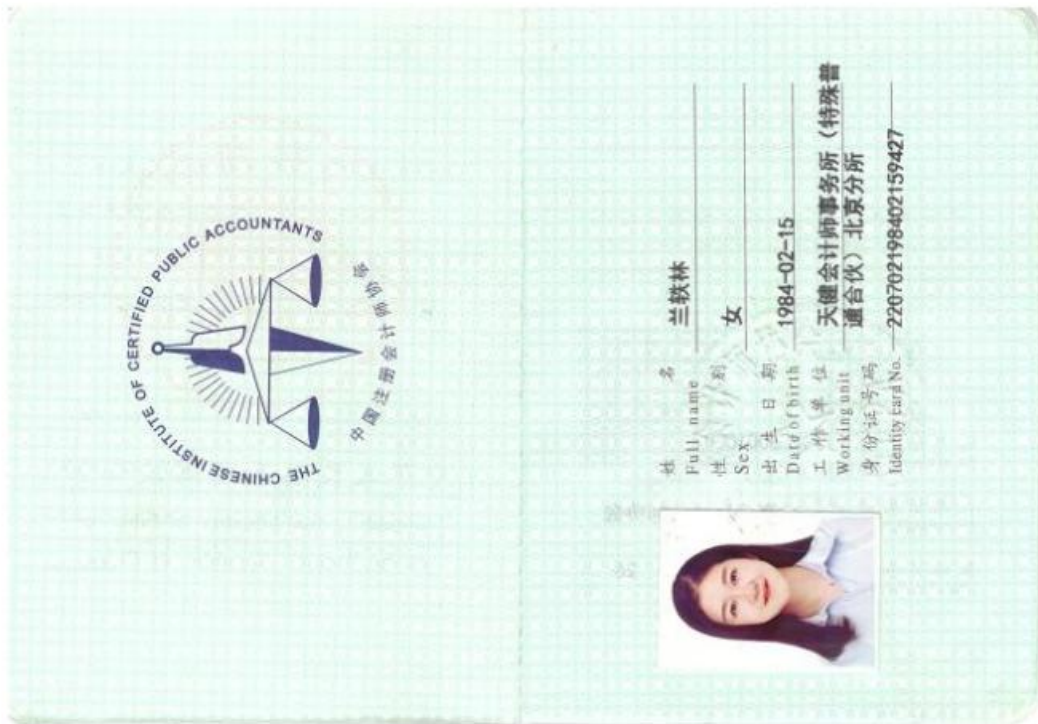 THE CHINESE INSTITUTE OF CERTIFIED PUBLIC ACCOUNTANTS
中国注册会计师协会
姓 名 兰轶林
Full name
性 别 女
Sex
出 生 日 期 1984-02-15
Date of birth
工 作 单 位 天健会计师事务所（特殊普
Working unit 通合伙）北京分所
身 份 证 号 码
Identity card No. 220702198402159427